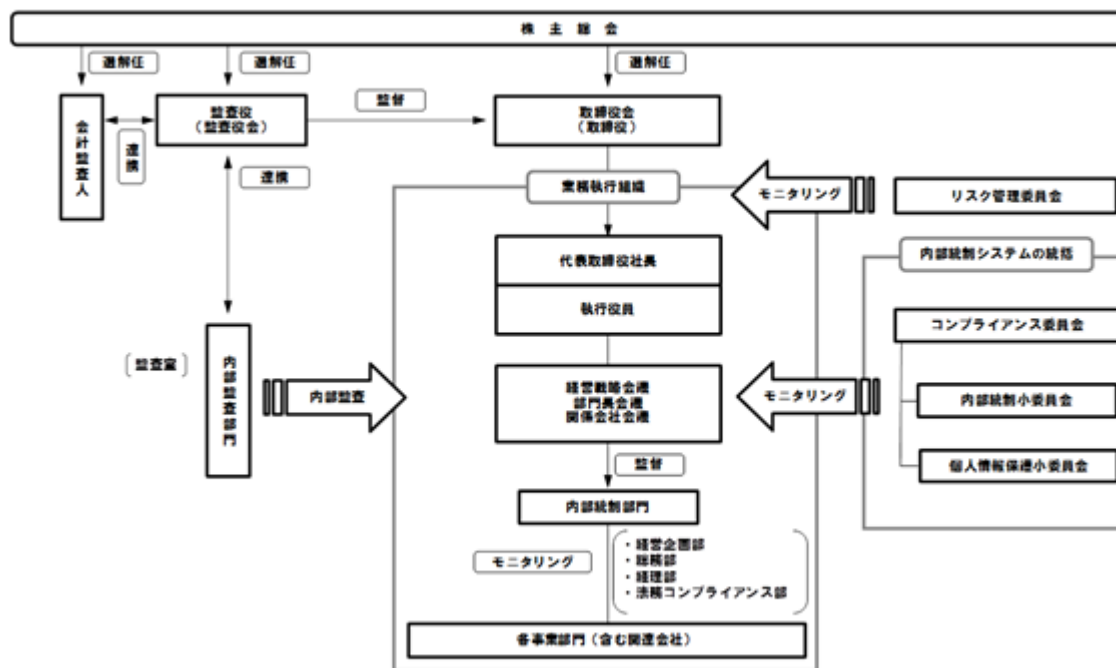 株主総会
選解任
選解任
選解任
会計監査人
連携
監査役
（監査役会）
監督
取締役会
（取締役）
連携
業務執行組織
モニタリング
リスク管理委員会
代表取締役社長
執行役員
内部統制システムの統括
コンプライアンス委員会
監査室
内部監査部門
内部監査
経営戦略会議
部門長会議
関係会社会議
モニタリング
内部統制小委員会
個人情報保護小委員会
監督
内部統制部門
モニタリング
・経営企画部
・総務部
・経理部
・法務コンプライアンス部
各事業部門（含む関連会社）